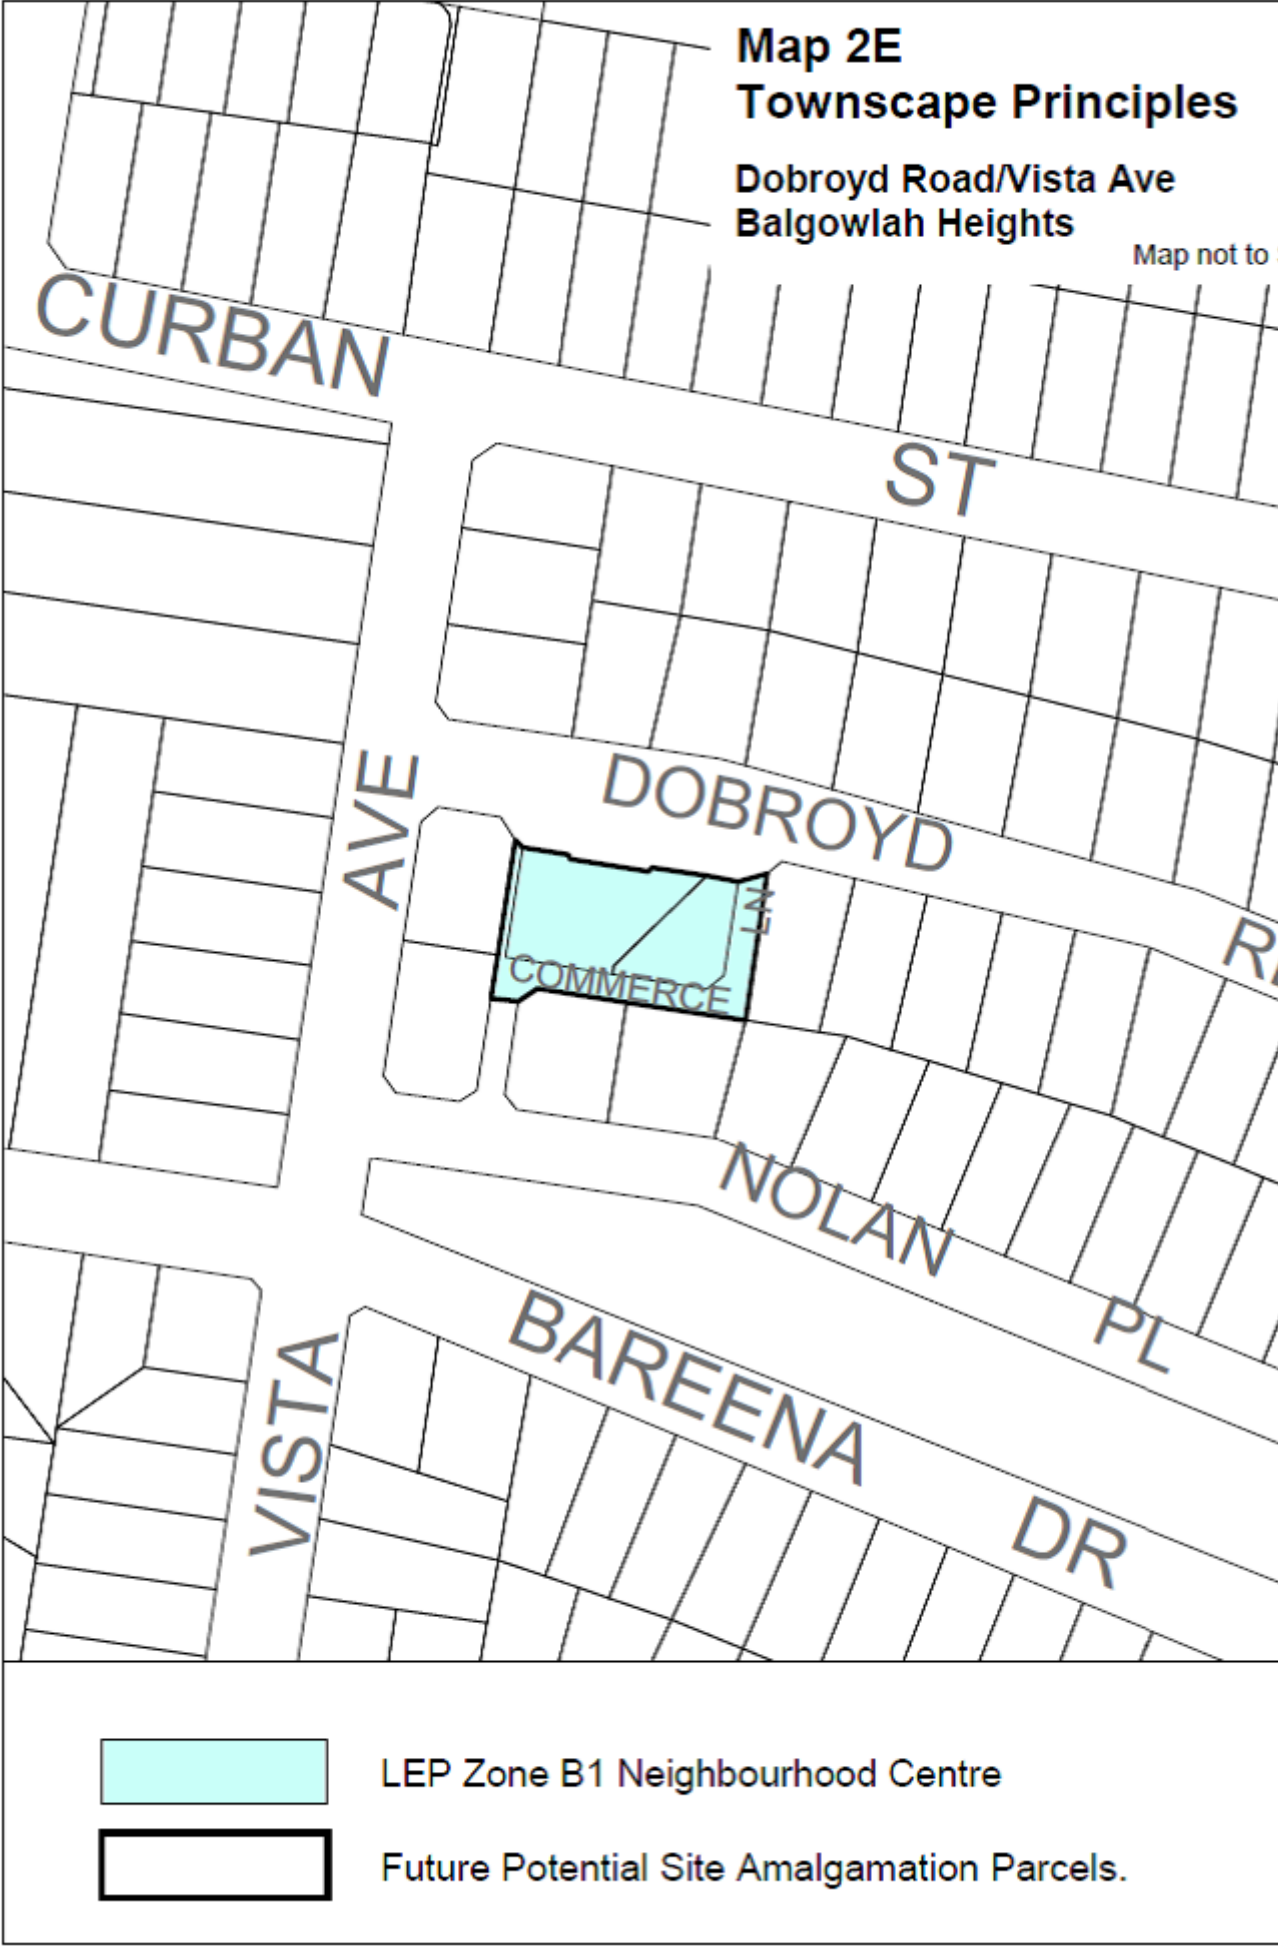 Map 2E
Townscape Principles
Dobroyd Road/Vista Ave
Balgowlah Heights
Map not to
CURBAN
ST
AVE
DOBROYD
LN
COMMERCE
NOLAN
PL
BAREENA
VISTA
DR
LEP Zone B1 Neighbourhood Centre
Future Potential Site Amalgamation Parcels.